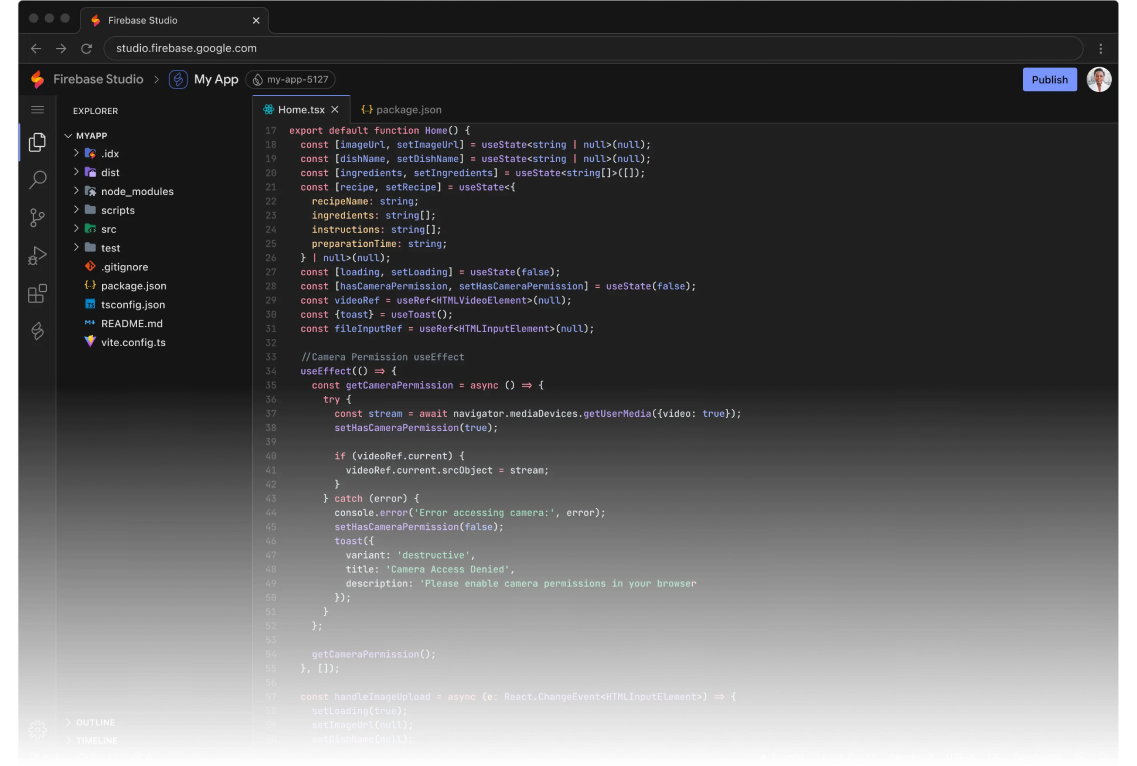 Firebase Studio
studio.firebase.google.com
Firebase Studio > My App my-app-5127 Publish
EXPLORER
MYAPP
.idx
dist
node_modules
scripts
src
test
.gitignore
package.json
tsconfig.json
README.md
vite.config.ts
OUTLINE
TIMELINE
Home.tsx package.json
17 export default function Home() {
18 const [imageUrl, setImageUrl] = useState<string | null>(null);
19 const [dishName, setDishName] = useState<string | null>(null);
20 const [ingredients, setIngredients] = useState<string[]>([]);
21 const [recipe, setRecipe] = useState<{
22 recipeName: string;
23 ingredients: string[];
24 instructions: string[];
25 preparationTime: string;
26 } | null>(null);
27 const [loading, setLoading] = useState(false);
28 const [hasCameraPermission, setHasCameraPermission] = useState(false);
29 const videoRef = useRef<HTMLVideoElement>(null);
30 const {toast} = useToast();
31 const fileInputRef = useRef<HTMLInputElement>(null);
32
33 //Camera Permission useEffect
34 useEffect(() ⇒ {
35 const getCameraPermission = async () ⇒ {
36 try {
37 const stream = await navigator.mediaDevices.getUserMedia({video: true});
38 setHasCameraPermission(true);
39
40 if (videoRef.current) {
41 videoRef.current.srcObject = stream;
42 }
43 } catch (error) {
44 console.error('Error accessing camera:', error);
45 setHasCameraPermission(false);
46 toast({
47 variant: 'destructive',
48 title: 'Camera Access Denied',
49 description: 'Please enable camera permissions in your browser
50 });
51 }
52 };
53
54 getCameraPermission();
55 }, []);
56
57 const handleImageUpload = async (e: React.ChangeEvent<HTMLInputElement>) ⇒ {
setLoading(true);
setImageUrl(null);
setDishName(null);